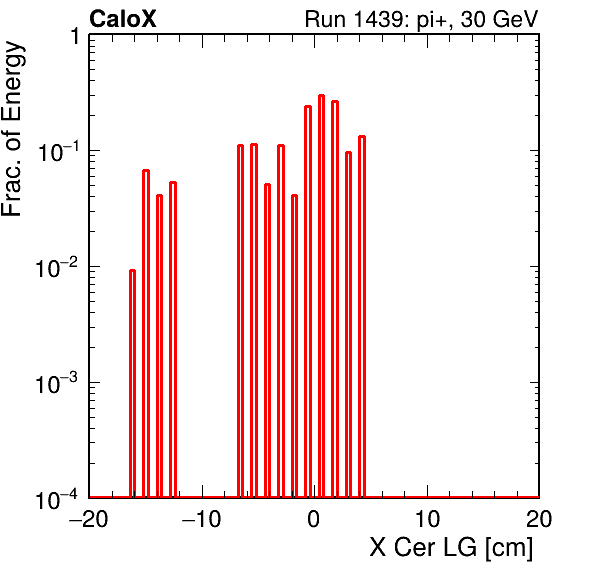 CaloX Run 1439: pi+, 30 GeV
Frac. of Energy
1
10⁻¹
10⁻²
10⁻³
10⁻⁴
−20 −10 0 10 20
X Cer LG [cm]